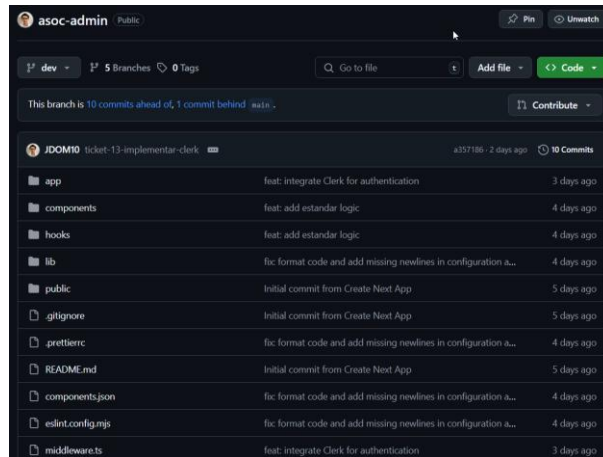 asoc-admin Public
Pin
Unwatch
dev
5 Branches
0 Tags
Go to file
t
Add file
Code
This branch is 10 commits ahead of, 1 commit behind main .
Contribute
JDOM10 ticket-13-implementar-clerk
a357186 · 2 days ago
10 Commits
app feat: integrate Clerk for authentication 3 days ago
components feat: add estandar logic 4 days ago
hooks feat: add estandar logic 4 days ago
lib fix: format code and add missing newlines in configuration a... 4 days ago
public Initial commit from Create Next App 5 days ago
.gitignore Initial commit from Create Next App 5 days ago
.prettierrc fix: format code and add missing newlines in configuration a... 4 days ago
README.md Initial commit from Create Next App 5 days ago
components.json fix: format code and add missing newlines in configuration a... 4 days ago
eslint.config.mjs fix: format code and add missing newlines in configuration a... 4 days ago
middleware.ts feat: integrate Clerk for authentication 3 days ago